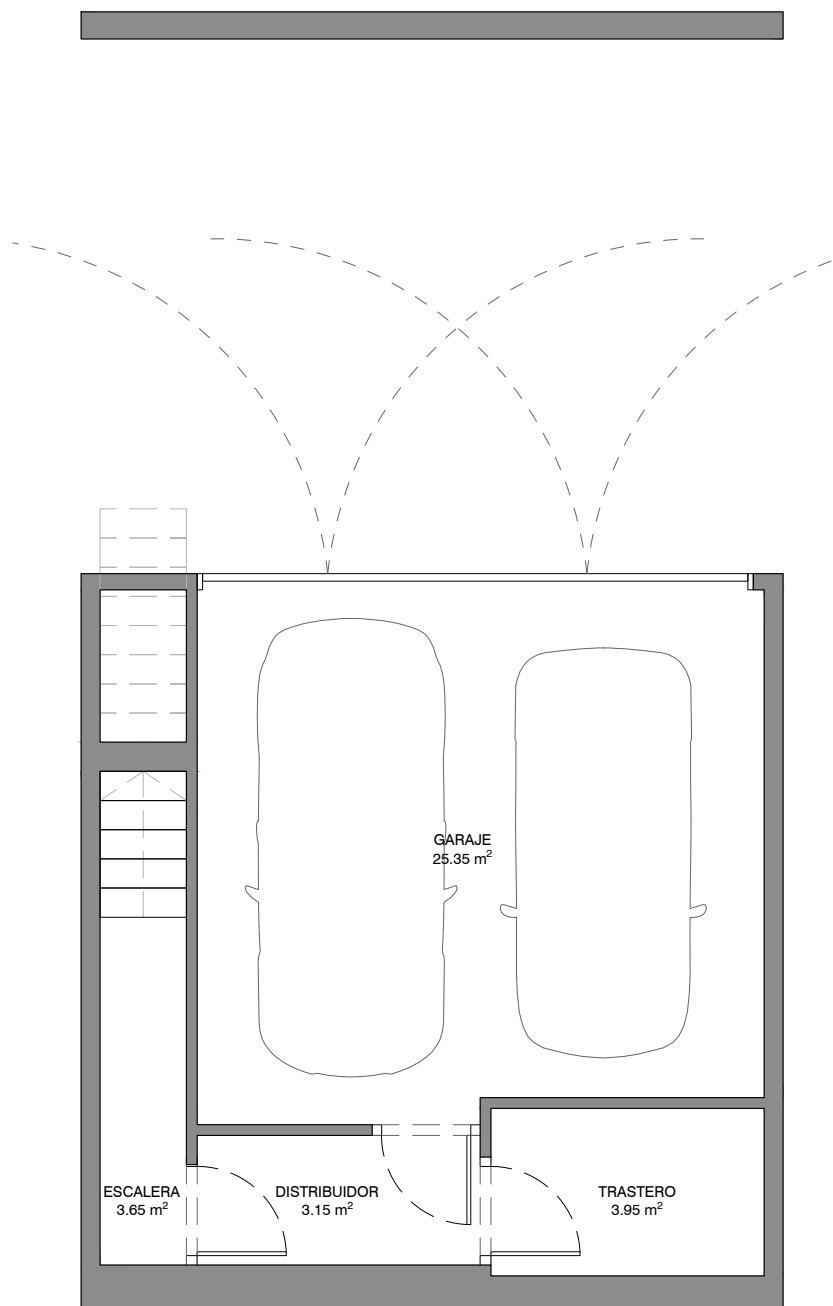 GARAJE
25.35 m²
ESCALERA
3.65 m²
DISTRIBUIDOR
3.15 m²
TRASTERO
3.95 m²